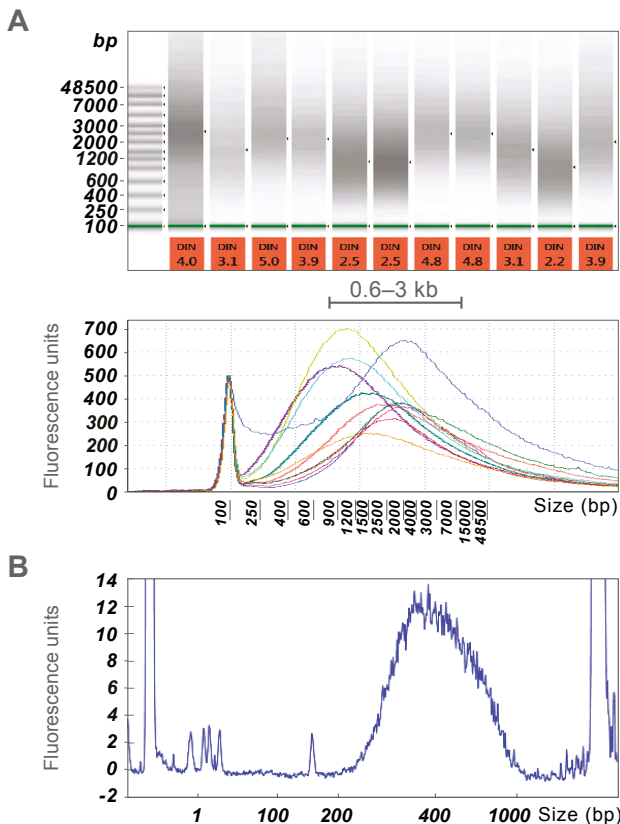 A
bp
48500
7000
3000
2000
1200
600
400
250
100
DIN DIN DIN DIN DIN DIN DIN DIN DIN DIN DIN
4.0 3.1 5.0 3.9 2.5 2.5 4.8 4.8 3.1 2.2 3.9
0.6–3 kb
Fluorescence units
700
600
500
400
300
200
100
0
100 250 400 600 900 1200 1500 2500 2000 4000 3000 7000 15000 48500
Size (bp)
B
Fluorescence units
14
12
10
8
6
4
2
0
-2
1 100 200 400 1000 Size (bp)